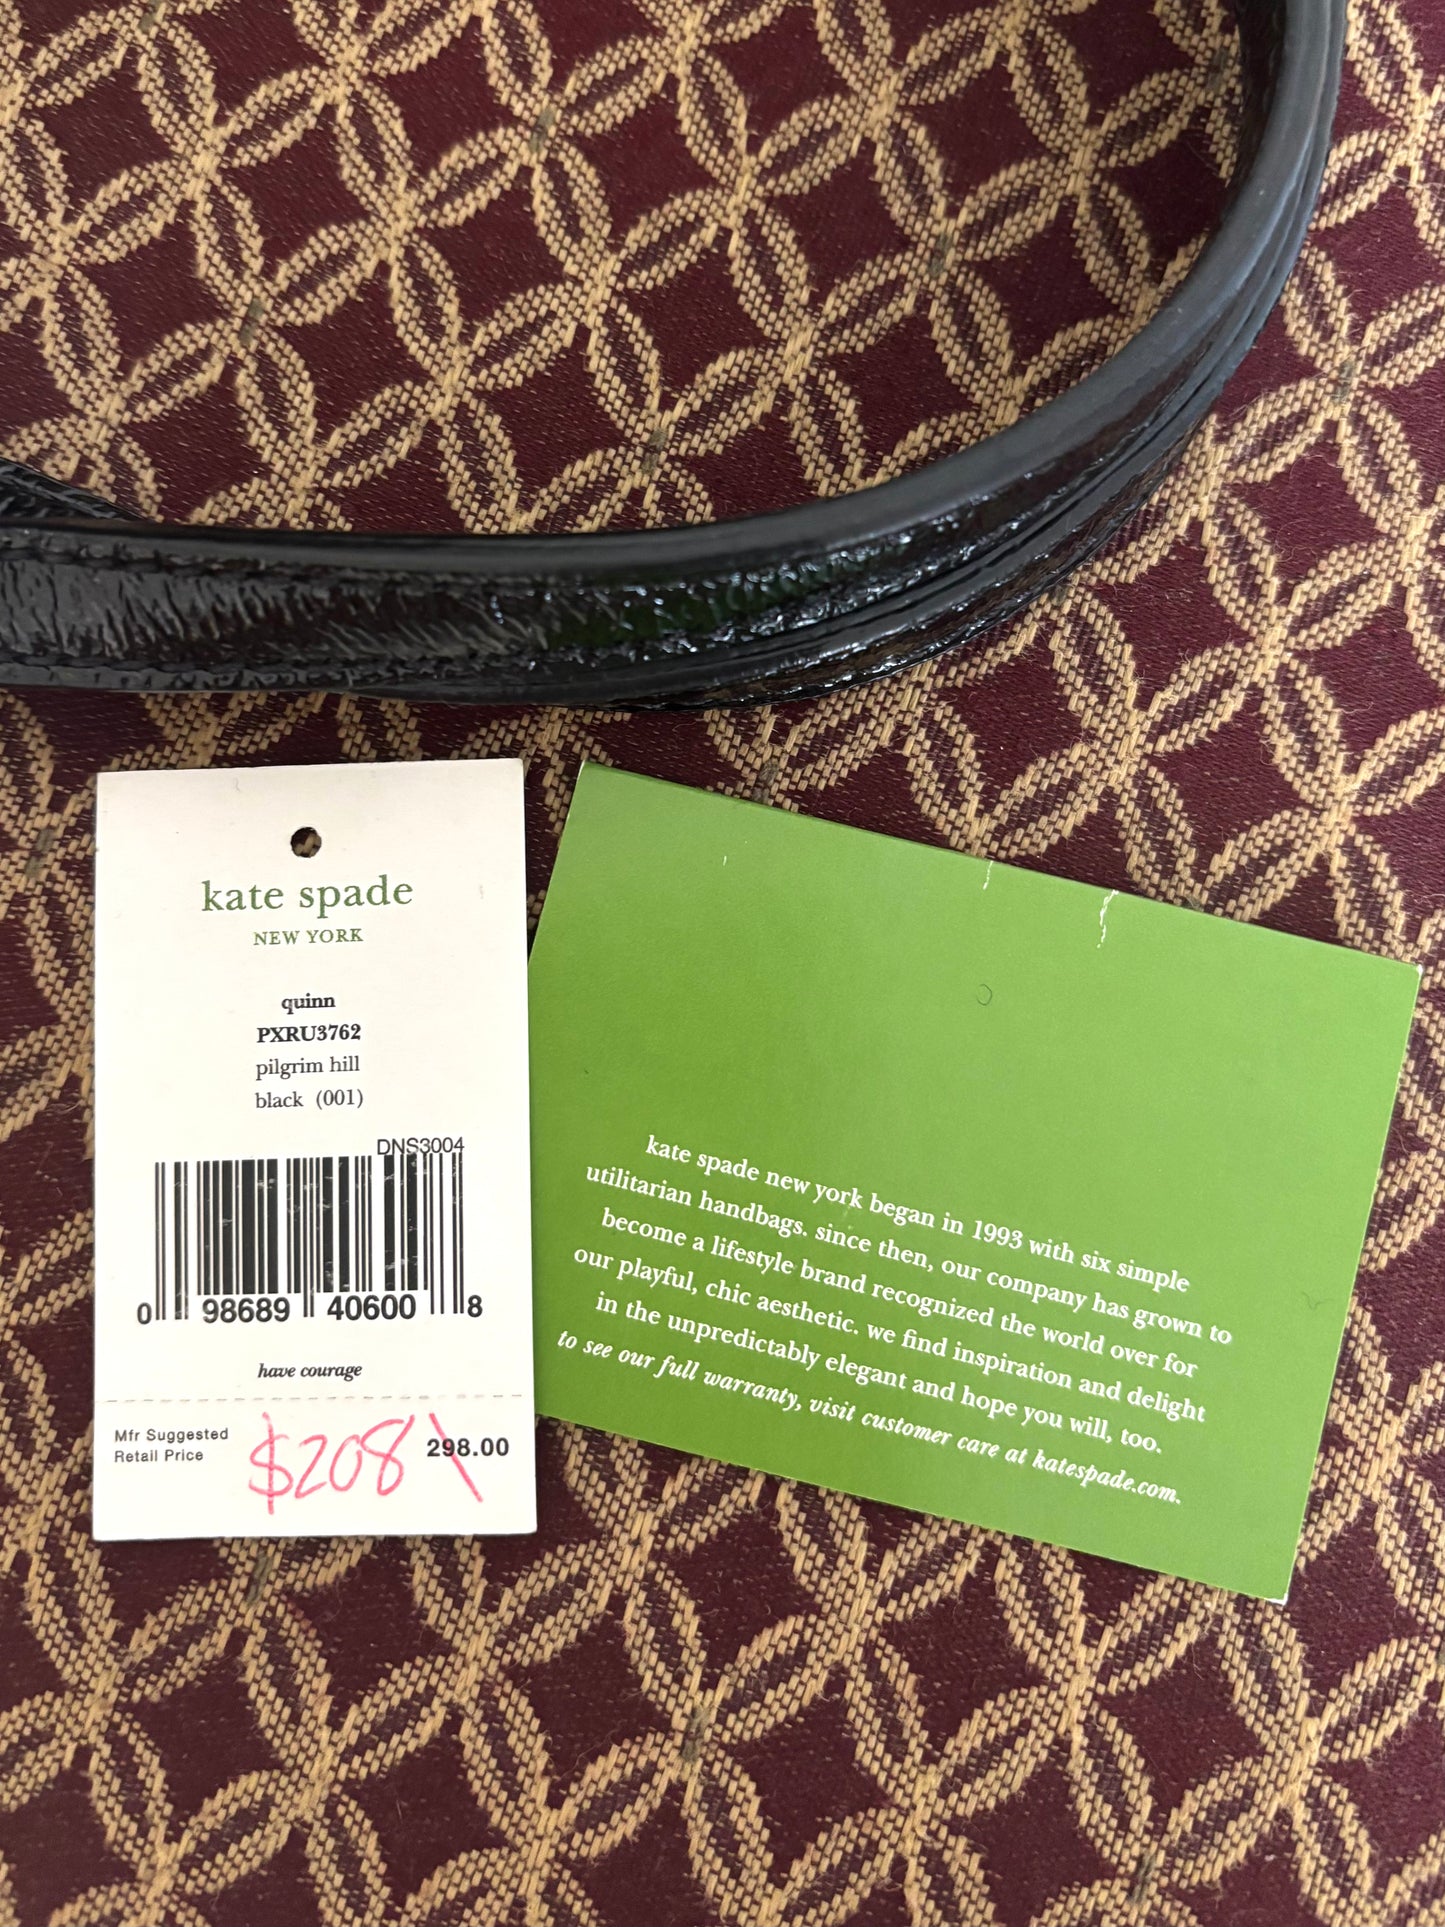 kate spade
NEW YORK
quinn
PXRU3762
pilgrim hill
black (001)
DNS3004
0 98689 40600 8
have courage
Mfr Suggested
Retail Price
$208 298.00
kate spade new york began in 1993 with six simple
utilitarian handbags. since then, our company has grown to
become a lifestyle brand recognized the world over for
our playful, chic aesthetic. we find inspiration and delight
in the unpredictably elegant and hope you will, too.
to see our full warranty, visit customer care at katespade.com.